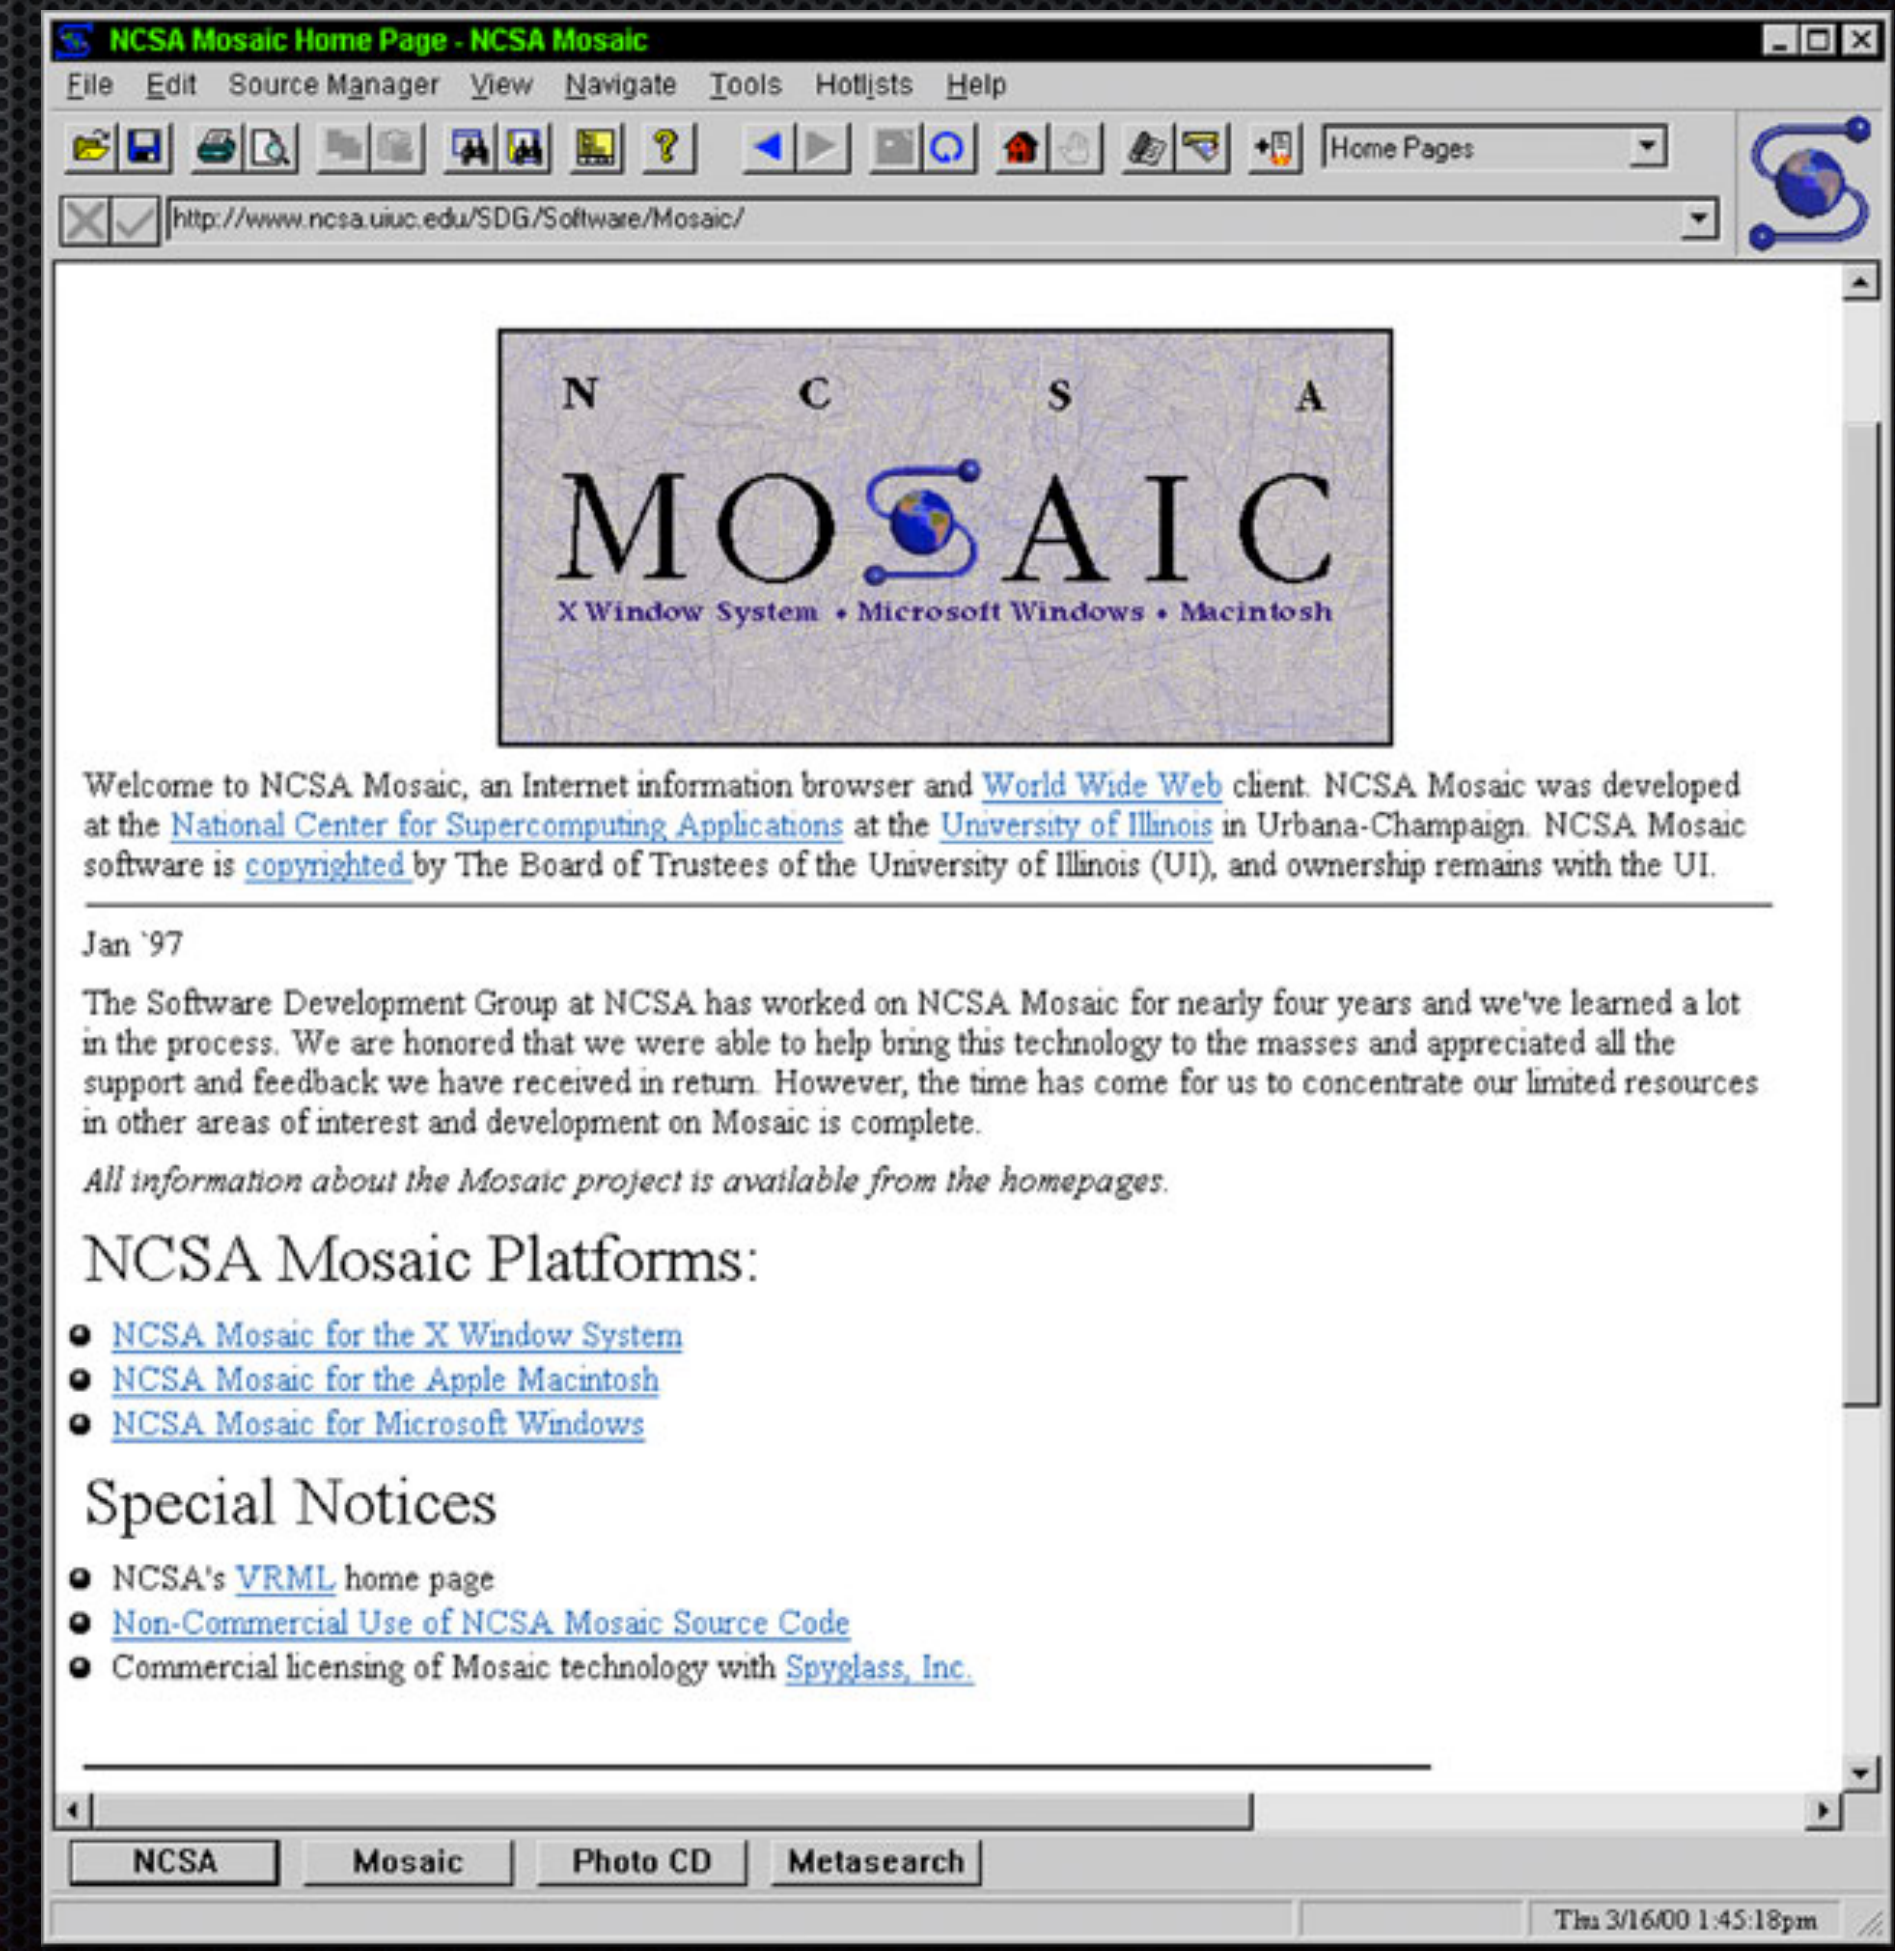 NCSA Mosaic Home Page - NCSA Mosaic
File Edit Source Manager View Navigate Tools Hotlists Help
Home Pages
http://www.ncsa.uiuc.edu/SDG/Software/Mosaic/
N C S A
MOSAIC
X Window System • Microsoft Windows • Macintosh
Welcome to NCSA Mosaic, an Internet information browser and World Wide Web client. NCSA Mosaic was developed
at the National Center for Supercomputing Applications at the University of Illinois in Urbana-Champaign. NCSA Mosaic
software is copyrighted by The Board of Trustees of the University of Illinois (UI), and ownership remains with the UI.
Jan `97
The Software Development Group at NCSA has worked on NCSA Mosaic for nearly four years and we've learned a lot
in the process. We are honored that we were able to help bring this technology to the masses and appreciated all the
support and feedback we have received in return. However, the time has come for us to concentrate our limited resources
in other areas of interest and development on Mosaic is complete.
All information about the Mosaic project is available from the homepages.
NCSA Mosaic Platforms:
NCSA Mosaic for the X Window System
NCSA Mosaic for the Apple Macintosh
NCSA Mosaic for Microsoft Windows
Special Notices
NCSA's VRML home page
Non-Commercial Use of NCSA Mosaic Source Code
Commercial licensing of Mosaic technology with Spyglass, Inc.
NCSA Mosaic Photo CD Metasearch
Thu 3/16/00 1:45:18pm